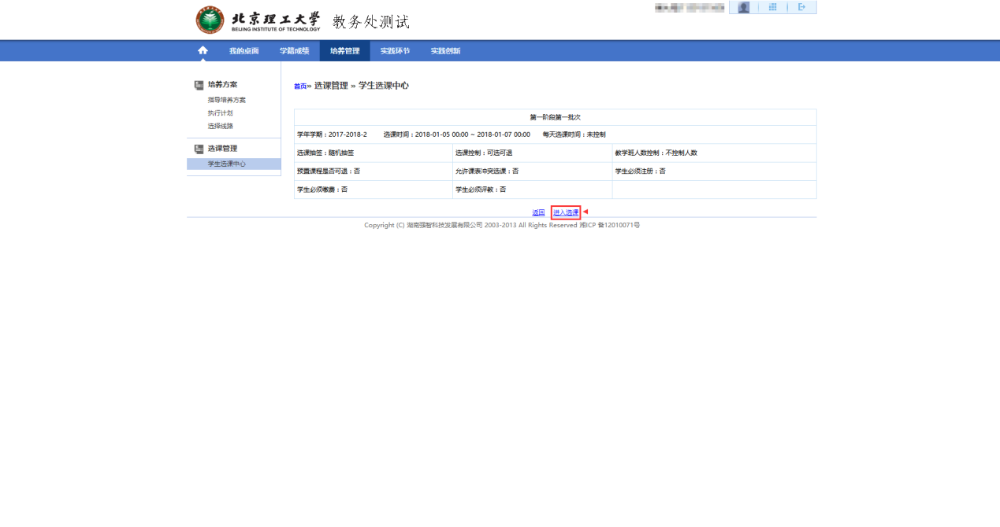 北京理工大学 教务处测试
BEIJING INSTITUTE OF TECHNOLOGY
我的桌面 学籍成绩 培养管理 实践环节 实践创新
培养方案
指导培养方案
执行计划
选择线路
选课管理
学生选课中心
首页» 选课管理 » 学生选课中心
第一阶段第一批次
学年学期：2017-2018-2 选课时间：2018-01-05 00:00 ~ 2018-01-07 00:00 每天选课时间：未控制
选课抽签：随机抽签 选课控制：可选可退 教学班人数控制：不控制人数
预置课程是否可退：否 允许课表冲突选课：否 学生必须注册：否
学生必须缴费：否 学生必须评教：否
返回 进入选课
Copyright (C) 湖南强智科技发展有限公司 2003-2013 All Rights Reserved 湘ICP 备12010071号